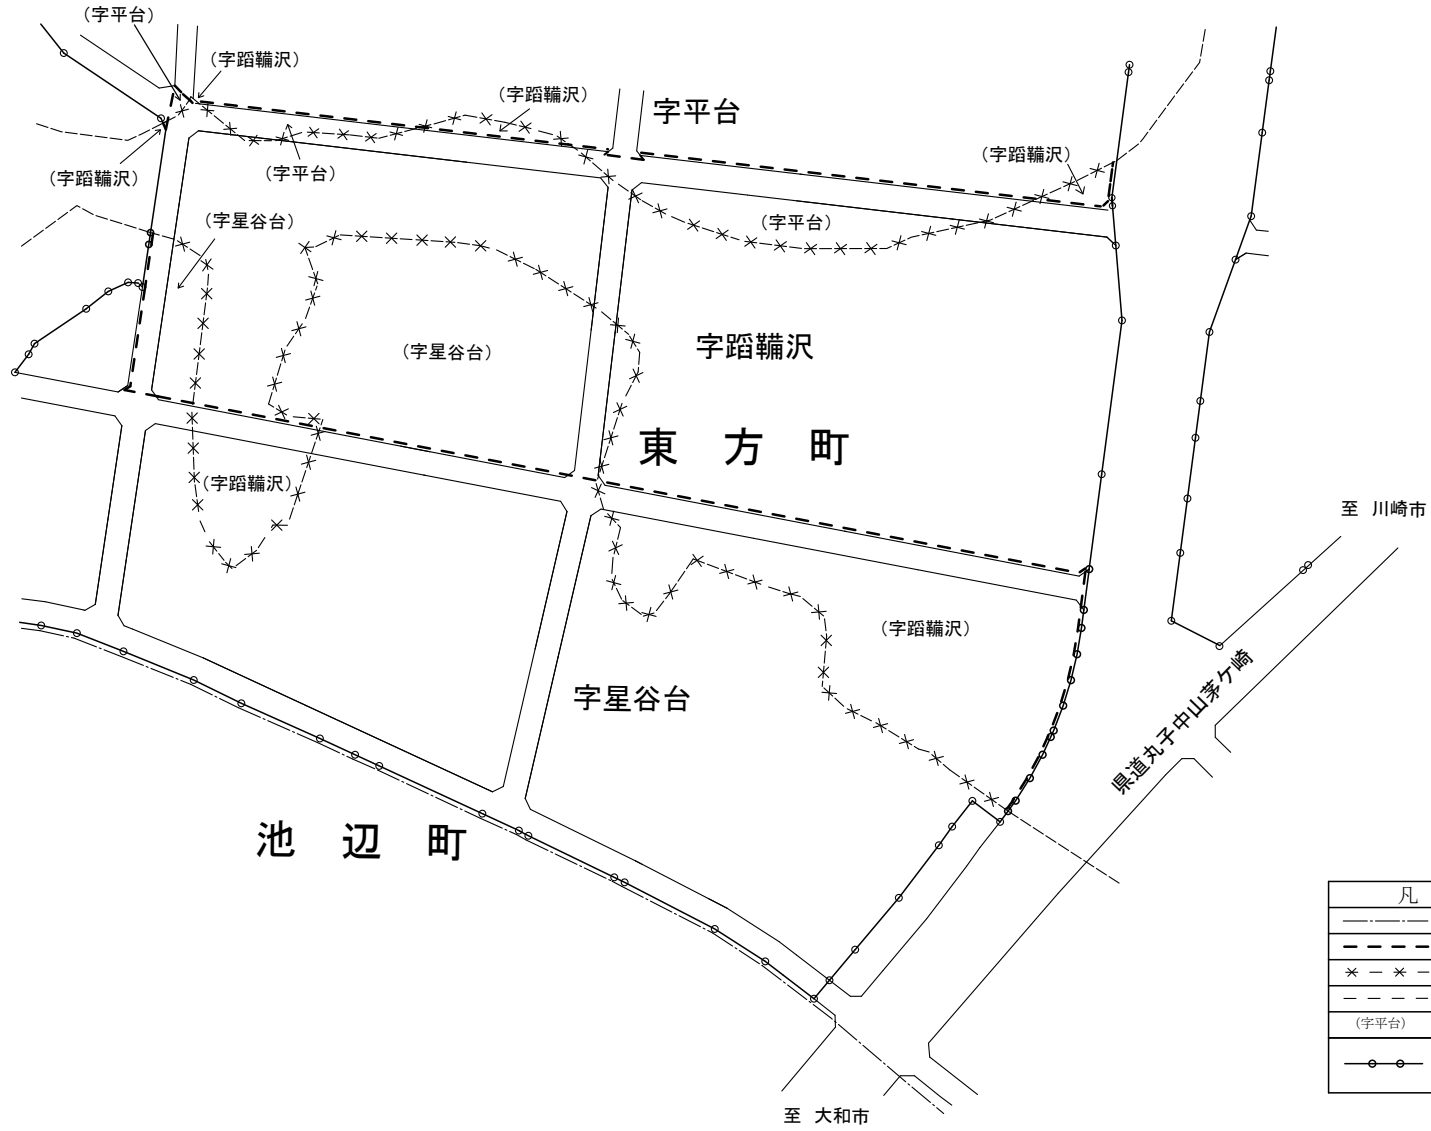 (字平台)
(字蹈鞴沢)
(字蹈鞴沢)
字平台
(字蹈鞴沢)
(字蹈鞴沢)
(字平台)
(字星谷台)
(字平台)
(字星谷台)
字蹈鞴沢
東方町
(字蹈鞴沢)
至 川崎市
(字蹈鞴沢)
字星谷台
県道丸子中山茅ケ崎
池辺町
凡
(字平台)
至 大和市